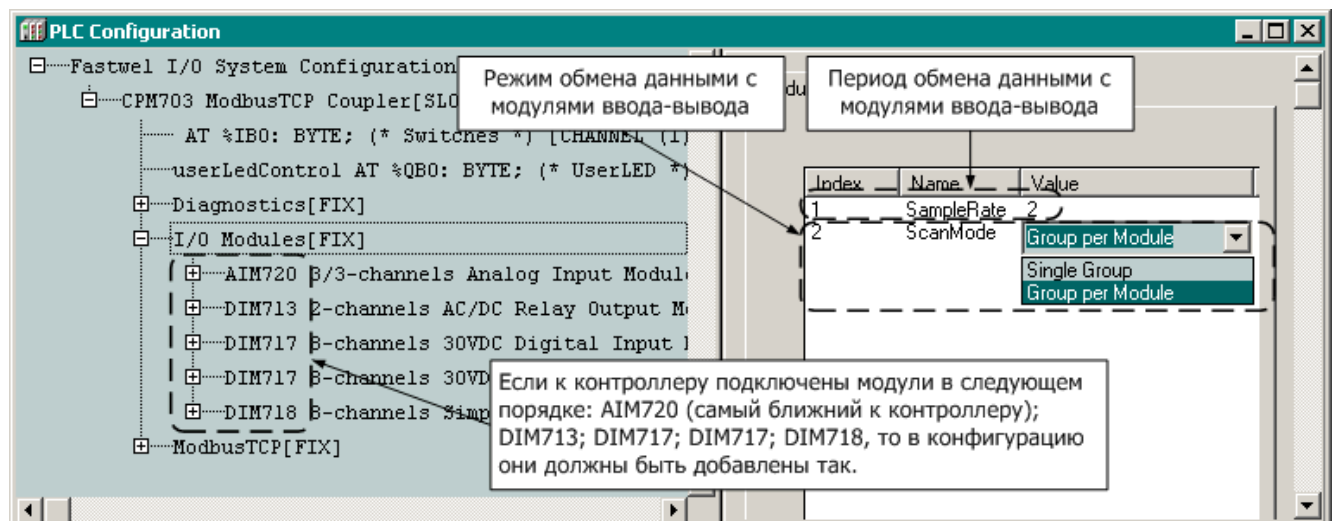 PLC Configuration
Fastwel I/O System Configuration
CPM703 ModbusTCP Coupler[SLO
AT %IB0: BYTE; (* Switches *) [CHANNEL (I)
userLedControl AT %QB0: BYTE; (* UserLED *)
Diagnostics[FIX]
I/O Modules[FIX]
AIM720 /3-channels Analog Input Modul
DIM713 2-channels AC/DC Relay Output M
DIM717 8-channels 30VDC Digital Input
DIM717 8-channels 30VD
DIM718 8-channels Simp
ModbusTCP[FIX]
Режим обмена данными с
модулями ввода-вывода
Период обмена данными с
модулями ввода-вывода
du
Index Name Value
1 SampleRate 2
2 ScanMode Group per Module
Single Group
Group per Module
Если к контроллеру подключены модули в следующем
порядке: AIM720 (самый ближний к контроллеру);
DIM713; DIM717; DIM717; DIM718, то в конфигурацию
они должны быть добавлены так.